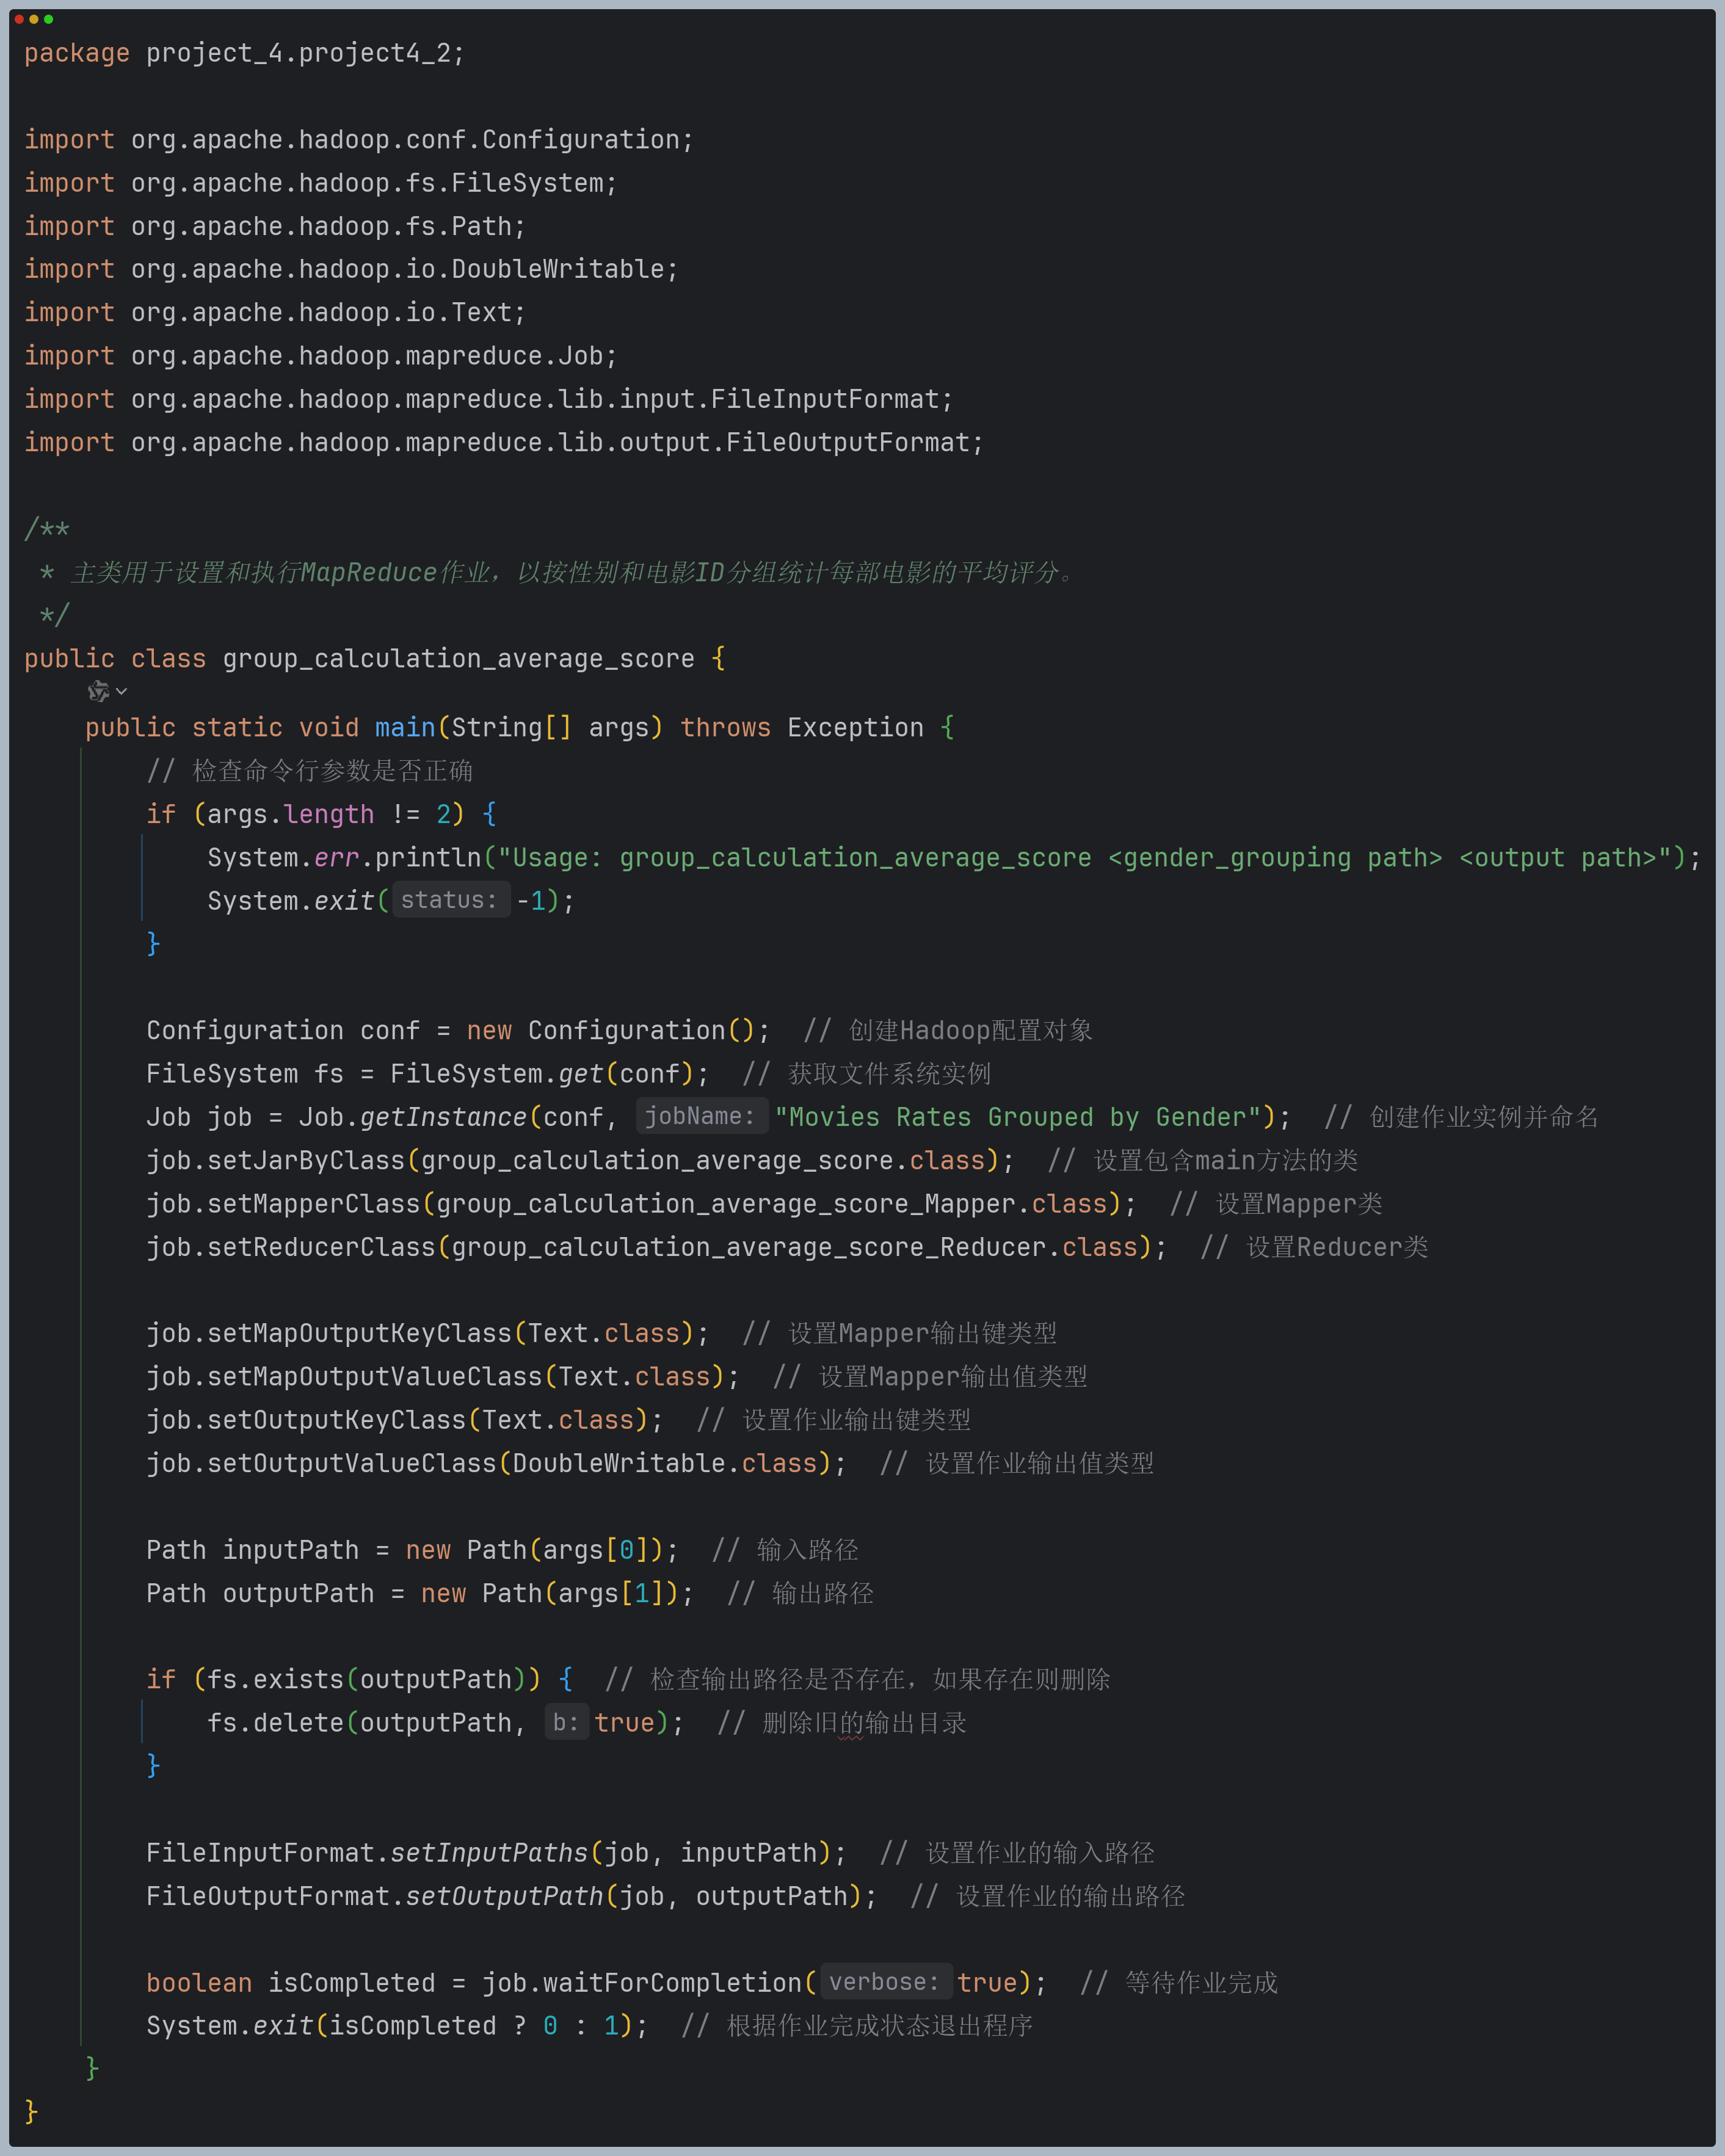 package project_4.project4_2;
import org.apache.hadoop.conf.Configuration;
import org.apache.hadoop.fs.FileSystem;
import org.apache.hadoop.fs.Path;
import org.apache.hadoop.io.DoubleWritable;
import org.apache.hadoop.io.Text;
import org.apache.hadoop.mapreduce.Job;
import org.apache.hadoop.mapreduce.lib.input.FileInputFormat;
import org.apache.hadoop.mapreduce.lib.output.FileOutputFormat;
/**
 * 主类用于设置和执行MapReduce作业，以按性别和电影ID分组统计每部电影的平均评分。
 */
public class group_calculation_average_score {
    public static void main(String[] args) throws Exception {
        // 检查命令行参数是否正确
        if (args.length != 2) {
            System.err.println("Usage: group_calculation_average_score <gender_grouping path> <output path>");
            System.exit( status: -1);
        }
        Configuration conf = new Configuration();  // 创建Hadoop配置对象
        FileSystem fs = FileSystem.get(conf);  // 获取文件系统实例
        Job job = Job.getInstance(conf, jobName: "Movies Rates Grouped by Gender");  // 创建作业实例并命名
        job.setJarByClass(group_calculation_average_score.class);  // 设置包含main方法的类
        job.setMapperClass(group_calculation_average_score_Mapper.class);  // 设置Mapper类
        job.setReducerClass(group_calculation_average_score_Reducer.class);  // 设置Reducer类
        job.setMapOutputKeyClass(Text.class);  // 设置Mapper输出键类型
        job.setMapOutputValueClass(Text.class);  // 设置Mapper输出值类型
        job.setOutputKeyClass(Text.class);  // 设置作业输出键类型
        job.setOutputValueClass(DoubleWritable.class);  // 设置作业输出值类型
        Path inputPath = new Path(args[0]);  // 输入路径
        Path outputPath = new Path(args[1]);  // 输出路径
        if (fs.exists(outputPath)) {  // 检查输出路径是否存在，如果存在则删除
            fs.delete(outputPath, b: true);  // 删除旧的输出目录
        }
        FileInputFormat.setInputPaths(job, inputPath);  // 设置作业的输入路径
        FileOutputFormat.setOutputPath(job, outputPath);  // 设置作业的输出路径
        boolean isCompleted = job.waitForCompletion( verbose: true);  // 等待作业完成
        System.exit(isCompleted ? 0 : 1);  // 根据作业完成状态退出程序
    }
}